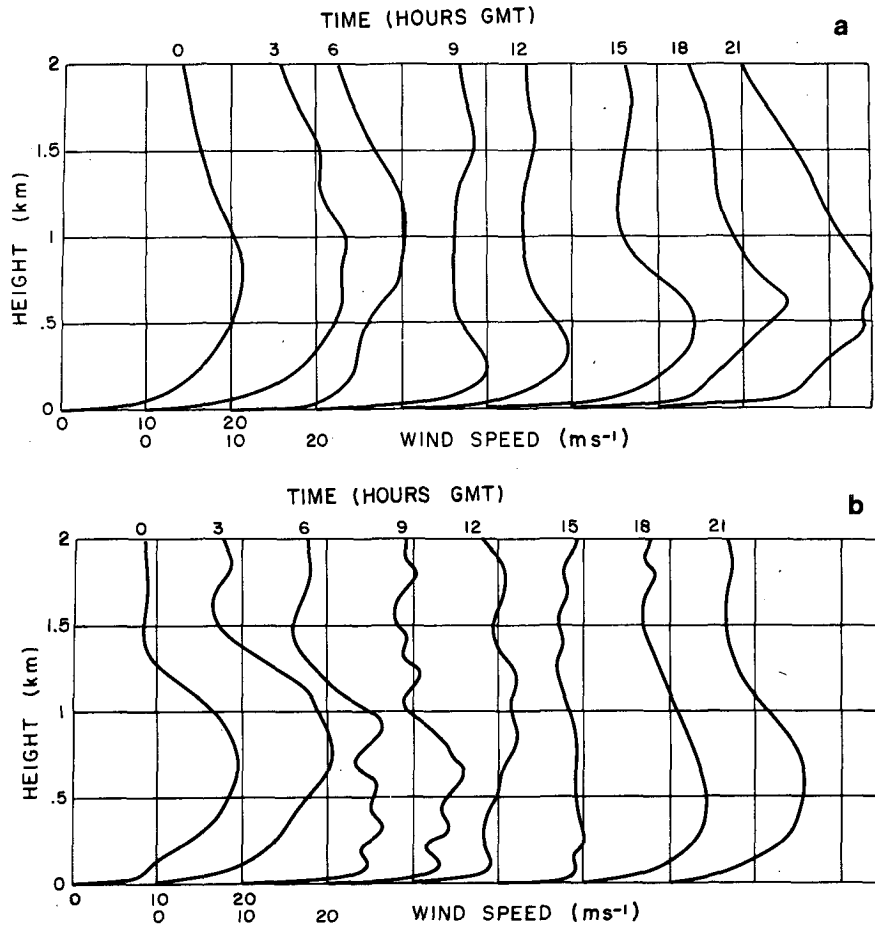 TIME (HOURS GMT)
a
0 3 6 9 12 15 18 21
2
1.5
1
.5
0
HEIGHT (km)
0 10 20
0 10 20
WIND SPEED (ms-1)
TIME (HOURS GMT)
b
0 3 6 9 12 15 18 21
2
1.5
1
.5
0
HEIGHT (km)
0 10 20
0 10 20
WIND SPEED (ms-1)